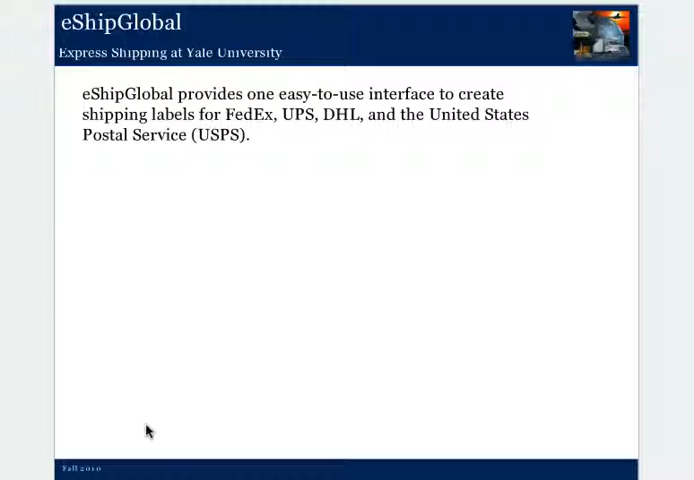 eShipGlobal
Express Shipping at Yale University
eShipGlobal provides one easy-to-use interface to create
shipping labels for FedEx, UPS, DHL, and the United States
Postal Service (USPS).
Fall 2010